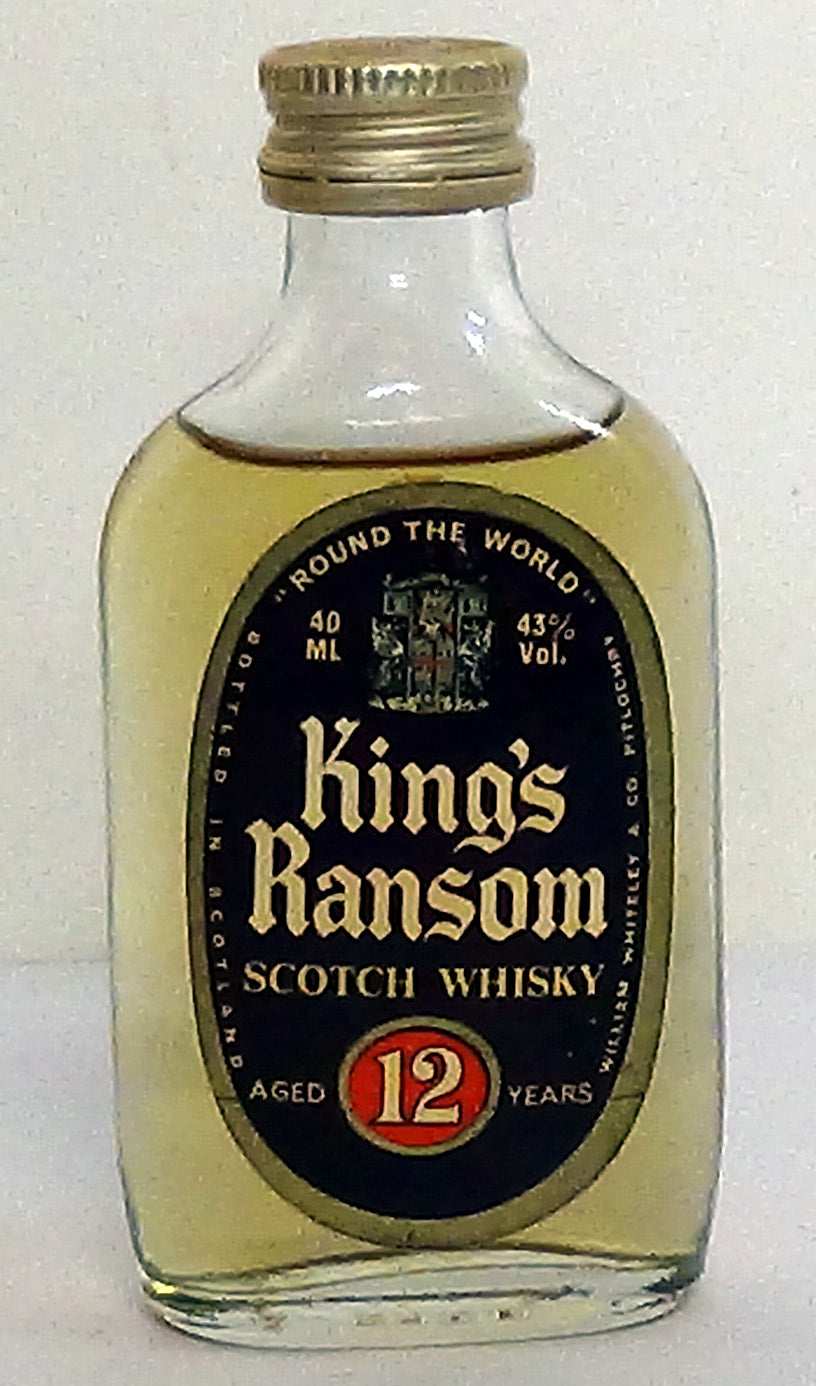 "ROUND THE WORLD"
40
ML
43%
Vol.
King's
Ransom
SCOTCH WHISKY
AGED 12 YEARS
BOTTLED IN SCOTLAND
WILLIAM WHITELEY & CO. PITLOCHRY